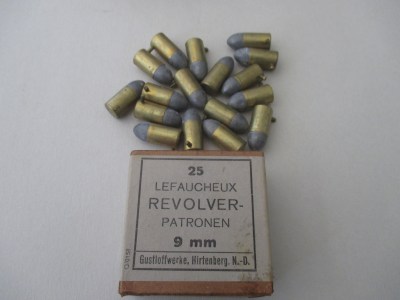 25
LEFAUCHEUX
REVOLVER-
PATRONEN
9 mm
Gustloffwerke, Hirtenberg, N.-D.